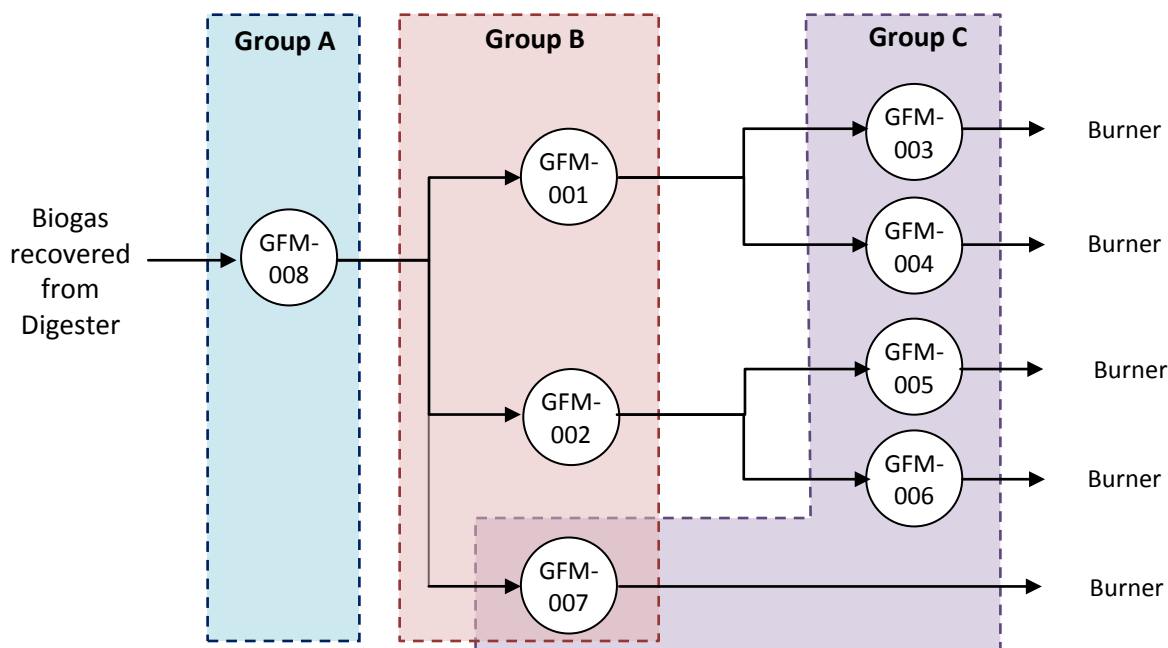 Group A
Group B
Group C
Biogas
recovered
from
Digester
GFM-
008
GFM-
001
GFM-
002
GFM-
007
GFM-
003
GFM-
004
GFM-
005
GFM-
006
Burner
Burner
Burner
Burner
Burner